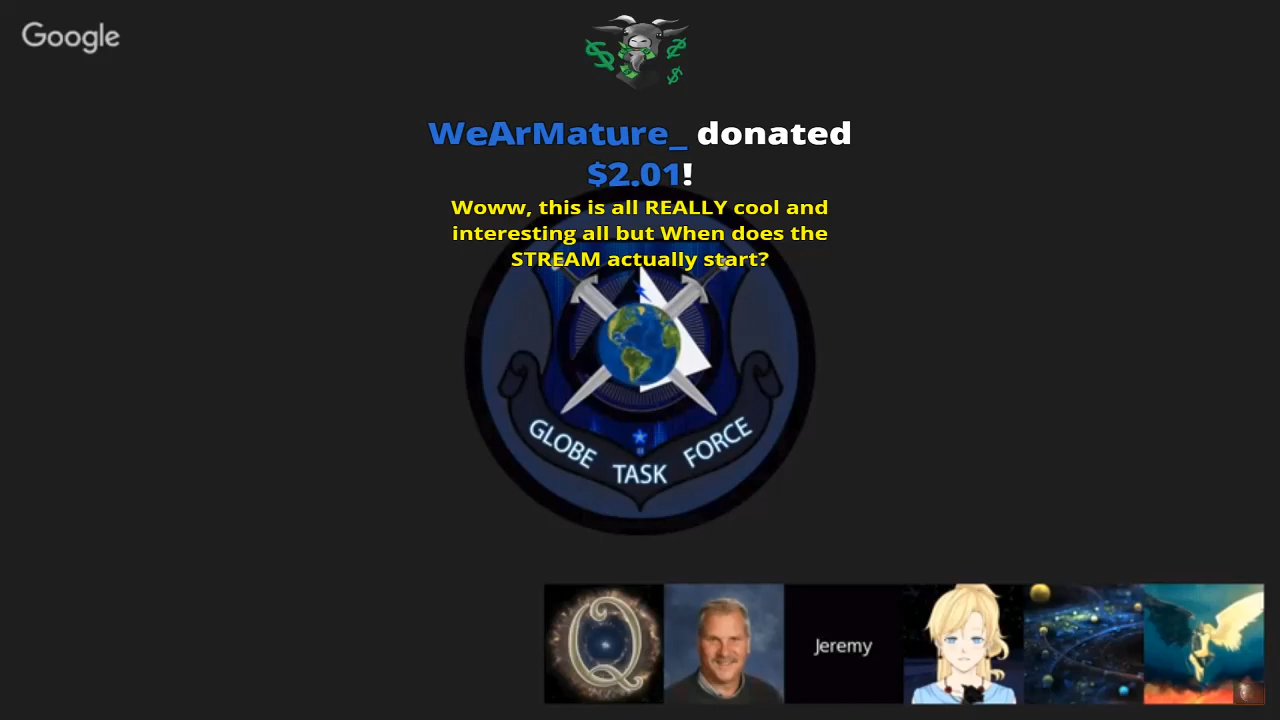 Google
WeArMature_ donated
$2.01!
Woww, this is all REALLY cool and
interesting all but When does the
STREAM actually start?
GLOBE TASK FORCE
Jeremy